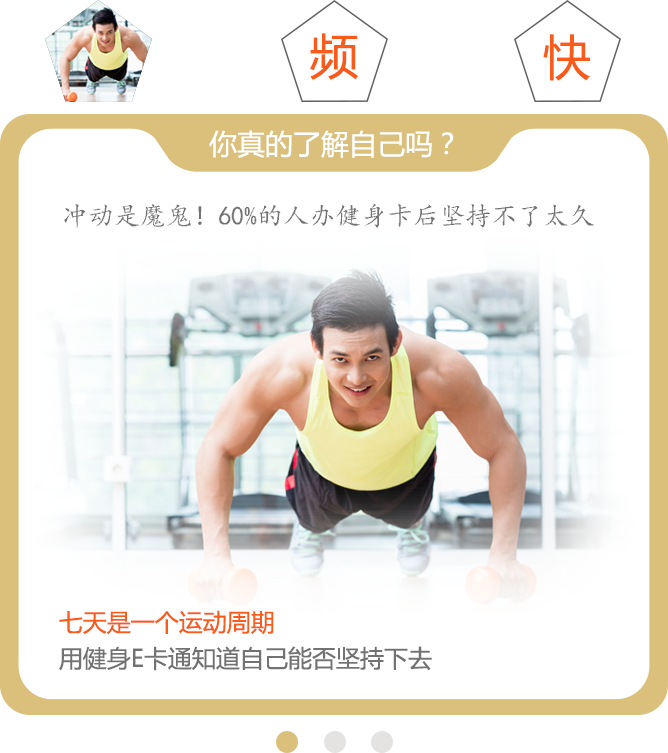 频
快
你真的了解自己吗？
冲动是魔鬼！60%的人办健身卡后坚持不了太久
七天是一个运动周期
用健身E卡通知道自己能否坚持下去